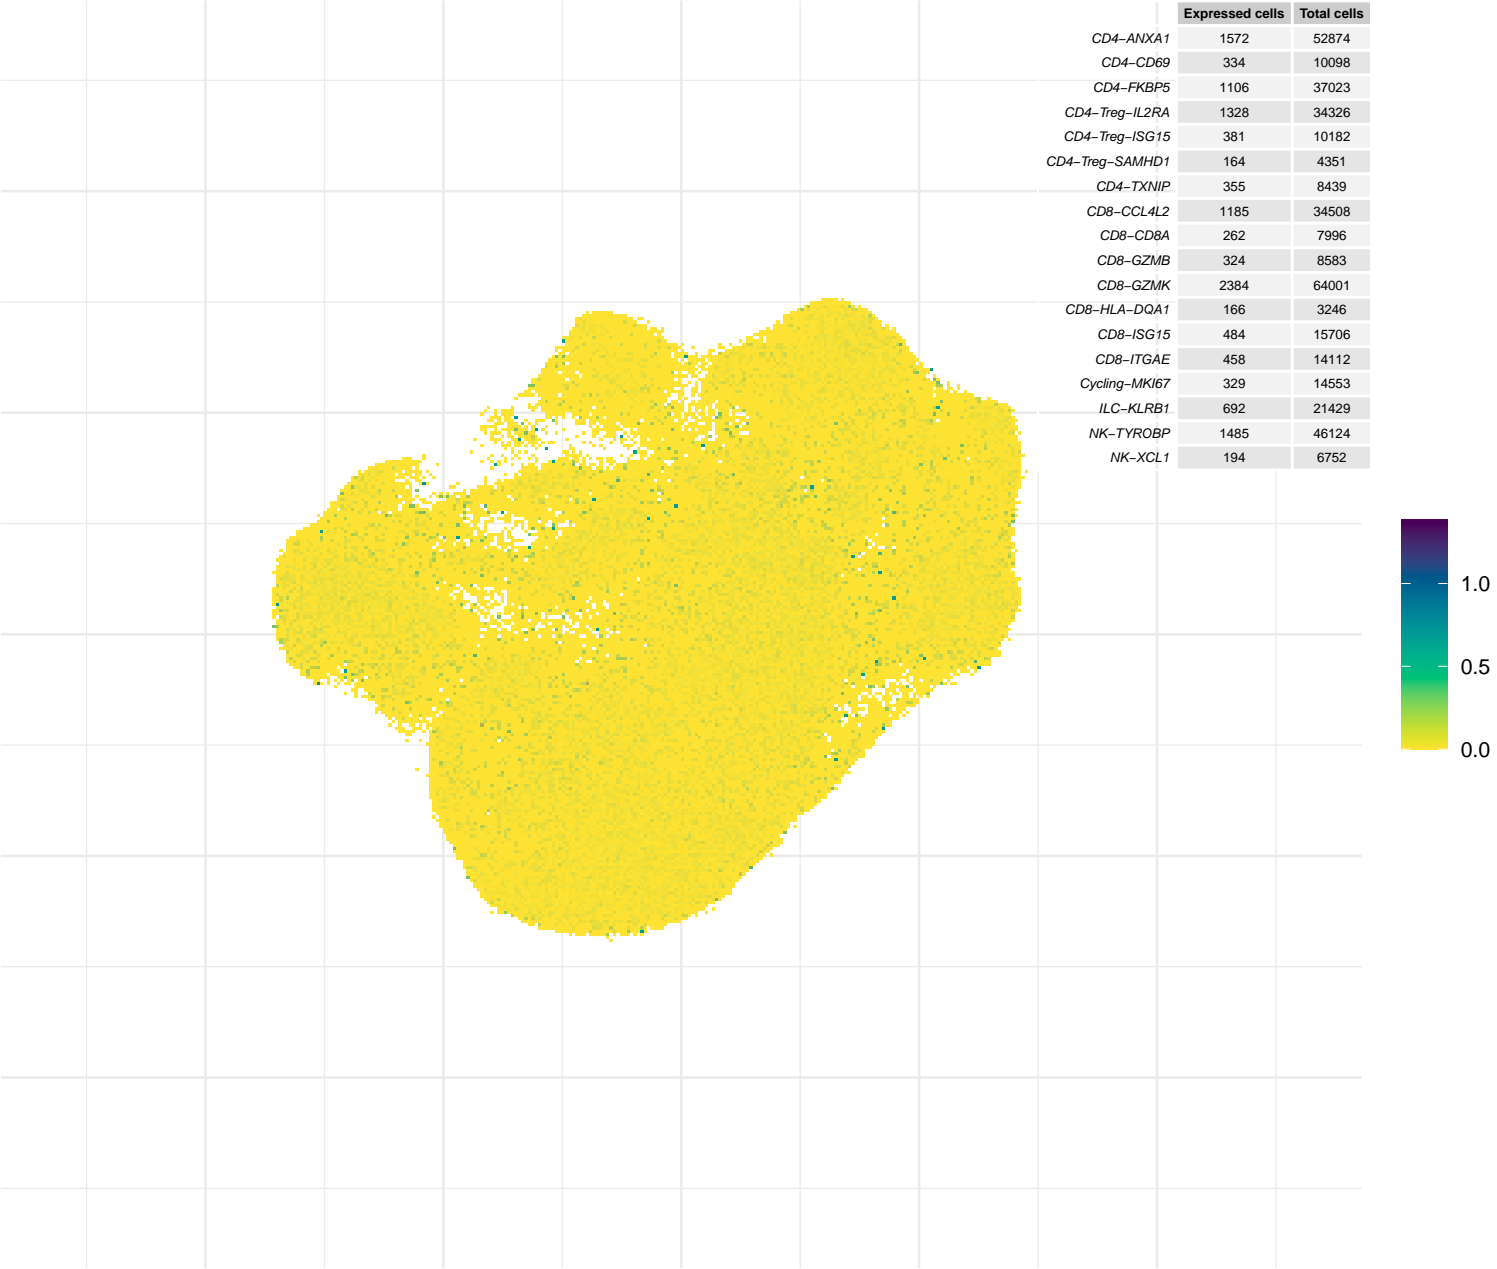 Expressed cells Total cells
CD4−ANXA1 1572 52874
CD4−CD69 334 10098
CD4−FKBP5 1106 37023
CD4−Treg−IL2RA 1328 34326
CD4−Treg−ISG15 381 10182
CD4−Treg−SAMHD1 164 4351
CD4−TXNIP 355 8439
CD8−CCL4L2 1185 34508
CD8−CD8A 262 7996
CD8−GZMB 324 8583
CD8−GZMK 2384 64001
CD8−HLA−DQA1 166 3246
CD8−ISG15 484 15706
CD8−ITGAE 458 14112
Cycling−MKI67 329 14553
ILC−KLRB1 692 21429
NK−TYROBP 1485 46124
NK−XCL1 194 6752
1.0
0.5
0.0